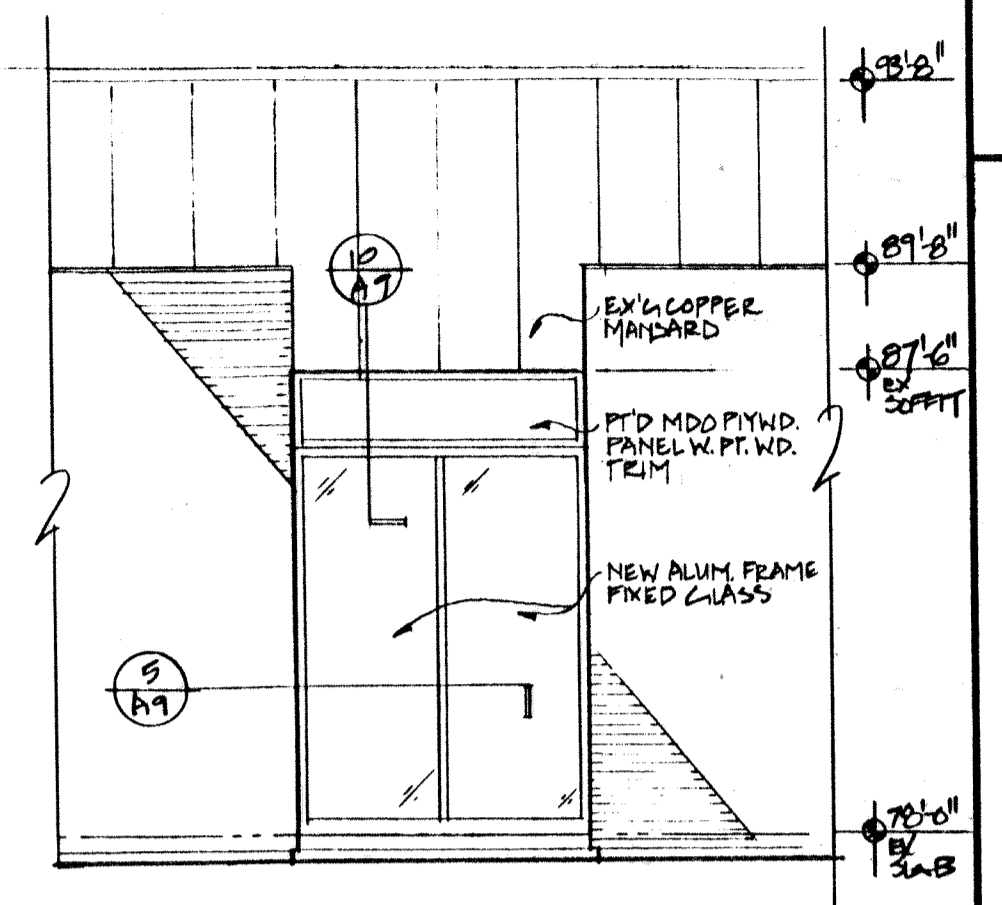 93'-8"
89'-8"
10
A9
EX'G COPPER
MANSARD
87'-6"
EX
SOFFIT
PT'D MDO PLYWD.
PANEL W. PT. WD.
TRIM
NEW ALUM. FRAME
FIXED GLASS
5
A9
78'-0"
EX
SLAB